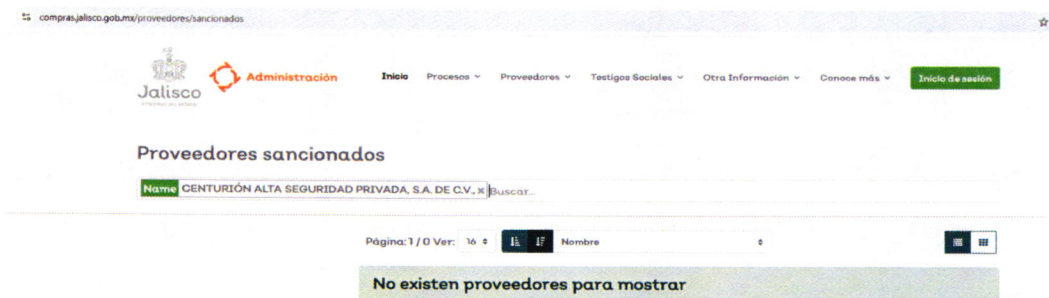 compras.jalisco.gob.mx/proveedores/sancionados
Jalisco
Administración
Inicio Procesos Proveedores Testigos Sociales Otra Información Conoce más Inicio de sesión
Proveedores sancionados
Name CENTURIÓN ALTA SEGURIDAD PRIVADA, S.A. DE C.V., x Buscar...
Página: 1 / 0 Ver: 16 Nombre
No existen proveedores para mostrar